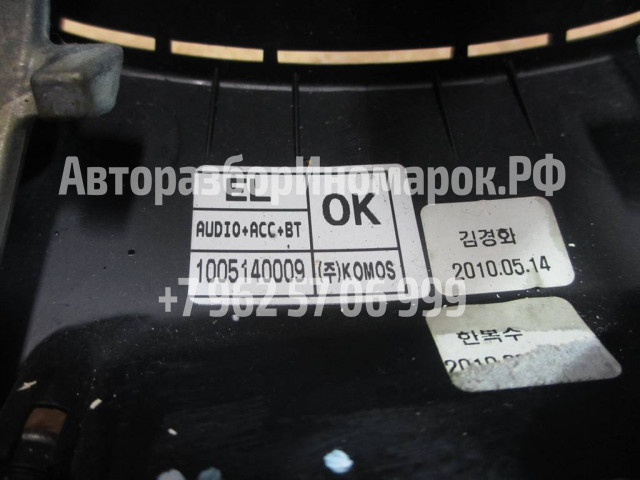 АвторазборИномарок.РФ
EL
OK
AUDIO+ACC+BT
1005140009
(주)KOMOS
김경화
2010.05.14
+7 962 57 06 999
한복수
2010